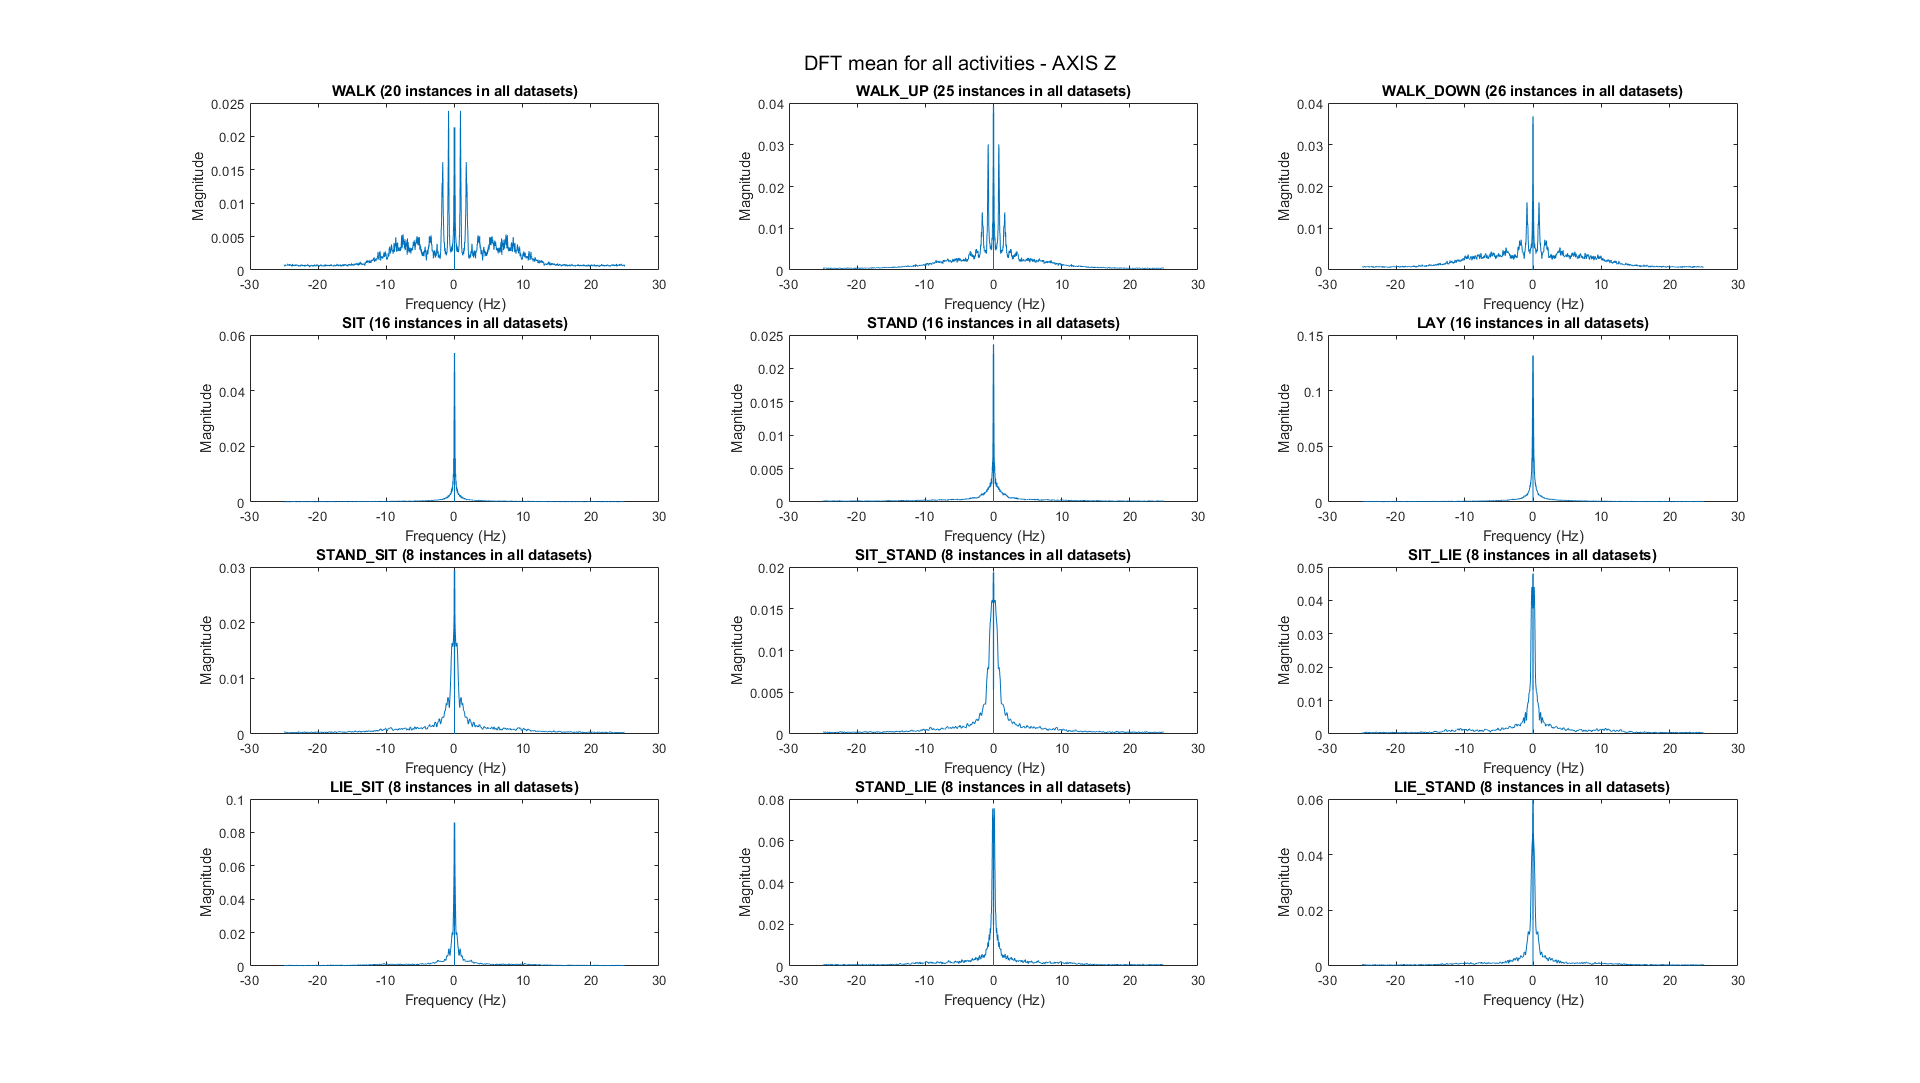 DFT mean for all activities - AXIS Z
WALK (20 instances in all datasets)
0.025
0.02
0.015
0.01
0.005
0
Magnitude
-30 -20 -10 0 10 20 30
Frequency (Hz)
WALK_UP (25 instances in all datasets)
0.04
0.03
0.02
0.01
0
Magnitude
-30 -20 -10 0 10 20 30
Frequency (Hz)
WALK_DOWN (26 instances in all datasets)
0.04
0.03
0.02
0.01
0
Magnitude
-30 -20 -10 0 10 20 30
Frequency (Hz)
SIT (16 instances in all datasets)
0.06
0.04
0.02
0
Magnitude
-30 -20 -10 0 10 20 30
Frequency (Hz)
STAND (16 instances in all datasets)
0.025
0.02
0.015
0.01
0.005
0
Magnitude
-30 -20 -10 0 10 20 30
Frequency (Hz)
LAY (16 instances in all datasets)
0.15
0.1
0.05
0
Magnitude
-30 -20 -10 0 10 20 30
Frequency (Hz)
STAND_SIT (8 instances in all datasets)
0.03
0.02
0.01
0
Magnitude
-30 -20 -10 0 10 20 30
Frequency (Hz)
SIT_STAND (8 instances in all datasets)
0.02
0.015
0.01
0.005
0
Magnitude
-30 -20 -10 0 10 20 30
Frequency (Hz)
SIT_LIE (8 instances in all datasets)
0.05
0.04
0.03
0.02
0.01
0
Magnitude
-30 -20 -10 0 10 20 30
Frequency (Hz)
LIE_SIT (8 instances in all datasets)
0.1
0.08
0.06
0.04
0.02
0
Magnitude
-30 -20 -10 0 10 20 30
Frequency (Hz)
STAND_LIE (8 instances in all datasets)
0.08
0.06
0.04
0.02
0
Magnitude
-30 -20 -10 0 10 20 30
Frequency (Hz)
LIE_STAND (8 instances in all datasets)
0.06
0.04
0.02
0
Magnitude
-30 -20 -10 0 10 20 30
Frequency (Hz)